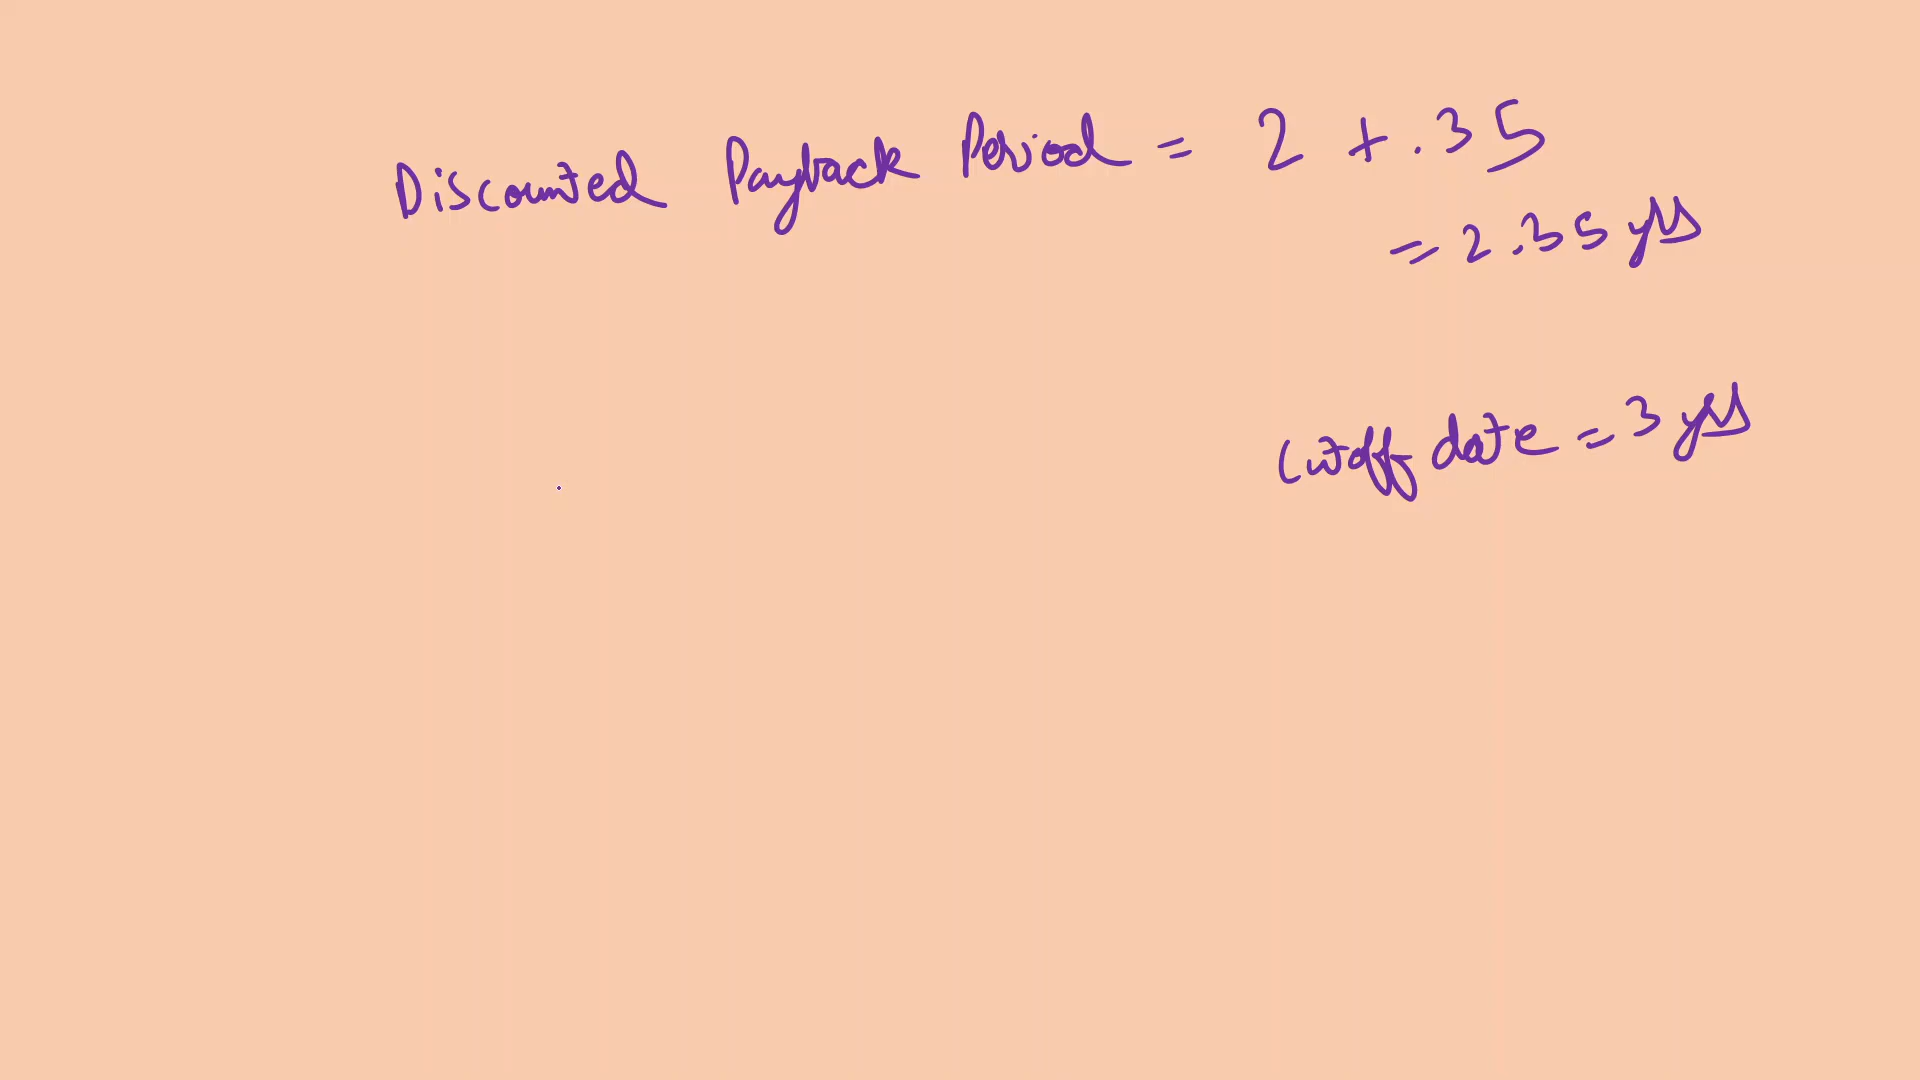 Discounted Payback Period = 2 + .35
= 2.35 yrs
Cutoff date = 3 yrs